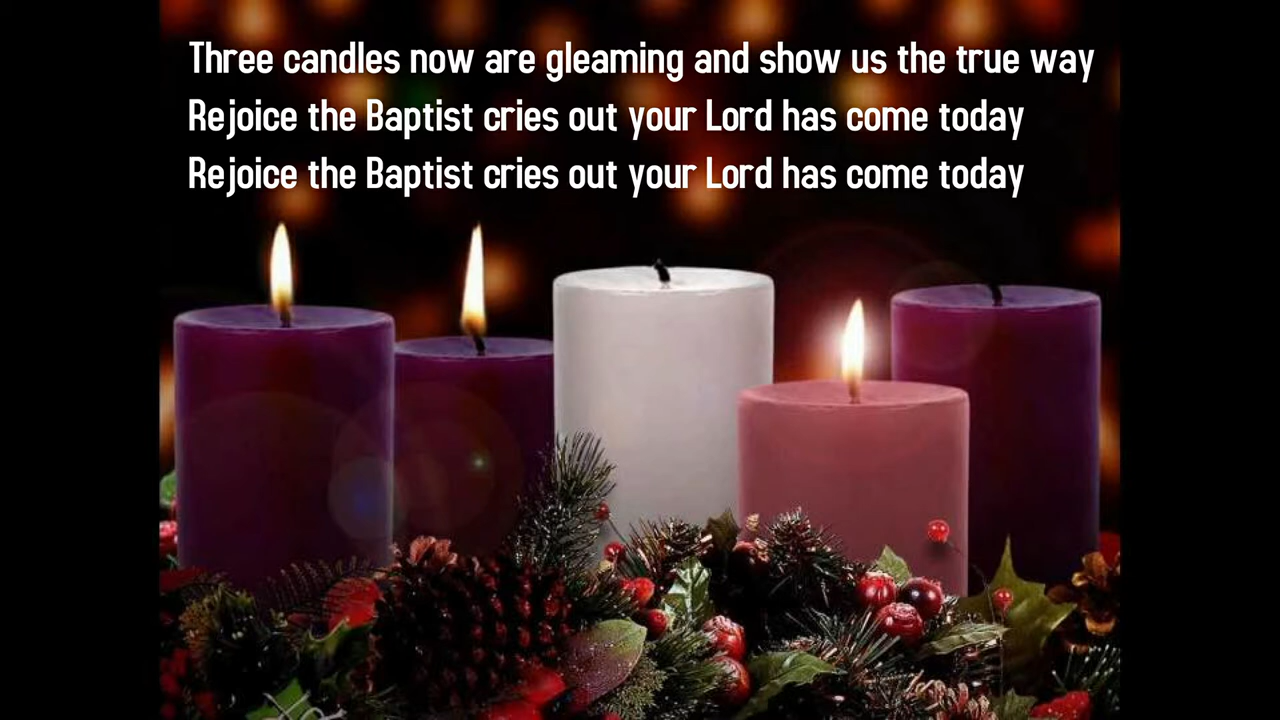 Three candles now are gleaming and show us the true way
Rejoice the Baptist cries out your Lord has come today
Rejoice the Baptist cries out your Lord has come today